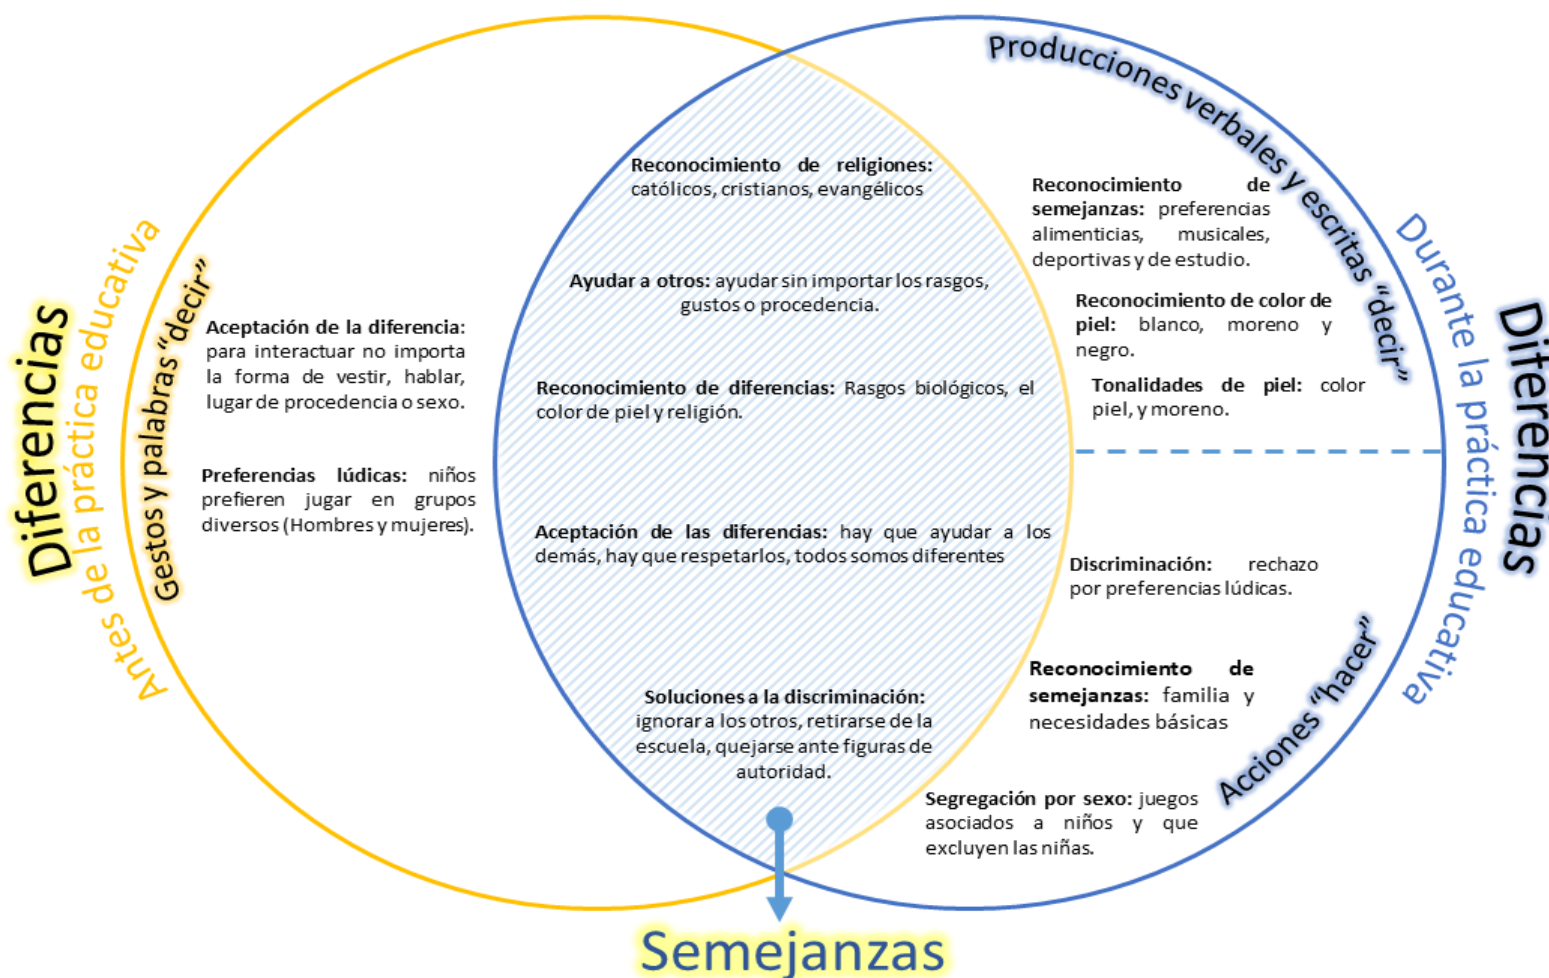 Diferencias
Antes de la práctica educativa
Gestos y palabras “decir”
Aceptación de la diferencia:
para interactuar no importa
la forma de vestir, hablar,
lugar de procedencia o sexo.
Preferencias lúdicas: niños
prefieren jugar en grupos
diversos (Hombres y mujeres).
Reconocimiento de religiones:
católicos, cristianos, evangélicos
Ayudar a otros: ayudar sin importar los rasgos,
gustos o procedencia.
Reconocimiento de diferencias: Rasgos biológicos, el
color de piel y religión.
Aceptación de las diferencias: hay que ayudar a los
demás, hay que respetarlos, todos somos diferentes
Soluciones a la discriminación:
ignorar a los otros, retirarse de la
escuela, quejarse ante figuras de
autoridad.
Semejanzas
Producciones verbales y escritas “decir”
Reconocimiento de
semejanzas: preferencias
alimenticias, musicales,
deportivas y de estudio.
Reconocimiento de color de
piel: blanco, moreno y
negro.
Tonalidades de piel: color
piel, y moreno.
Discriminación: rechazo
por preferencias lúdicas.
Reconocimiento de
semejanzas: familia y
necesidades básicas
Segregación por sexo: juegos
asociados a niños y que
excluyen las niñas.
Acciones “hacer”
Durante la práctica educativa
Diferencias